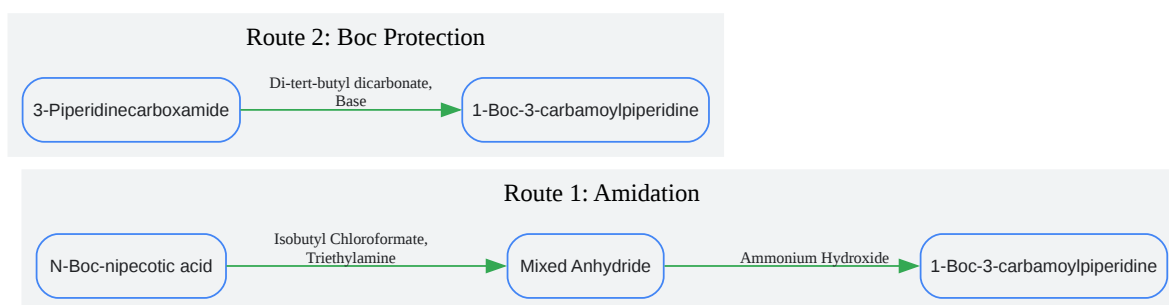 Route 2: Boc Protection
Di-tert-butyl dicarbonate,
Base
3-Piperidinecarboxamide
1-Boc-3-carbamoylpiperidine
Route 1: Amidation
Isobutyl Chloroformate,
Triethylamine
Ammonium Hydroxide
N-Boc-nipecotic acid
Mixed Anhydride
1-Boc-3-carbamoylpiperidine